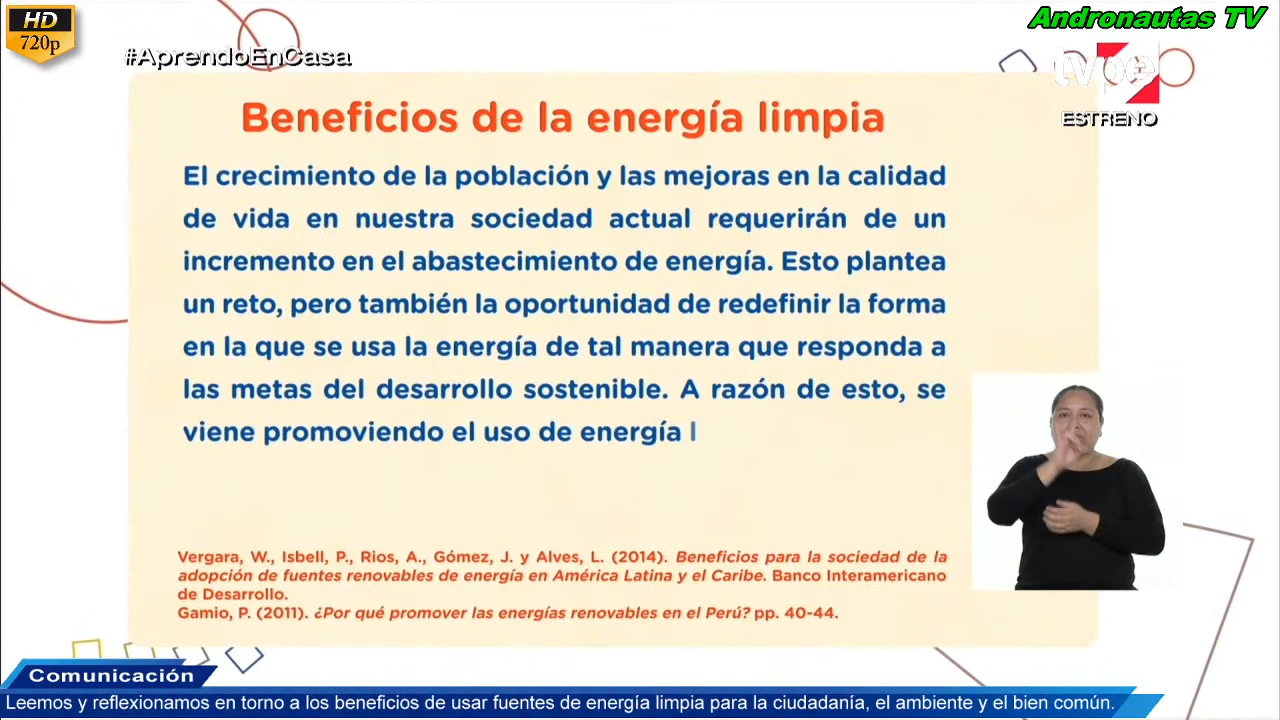 HD
720p
#AprendoEnCasa
Andronautas TV
tvpe
ESTRENO
Beneficios de la energía limpia
El crecimiento de la población y las mejoras en la calidad
de vida en nuestra sociedad actual requerirán de un
incremento en el abastecimiento de energía. Esto plantea
un reto, pero también la oportunidad de redefinir la forma
en la que se usa la energía de tal manera que responda a
las metas del desarrollo sostenible. A razón de esto, se
viene promoviendo el uso de energía l
Vergara, W., Isbell, P., Rios, A., Gómez, J. y Alves, L. (2014). Beneficios para la sociedad de la
adopción de fuentes renovables de energía en América Latina y el Caribe. Banco Interamericano
de Desarrollo.
Gamio, P. (2011). ¿Por qué promover las energías renovables en el Perú? pp. 40-44.
Comunicación
Leemos y reflexionamos en torno a los beneficios de usar fuentes de energía limpia para la ciudadanía, el ambiente y el bien común.